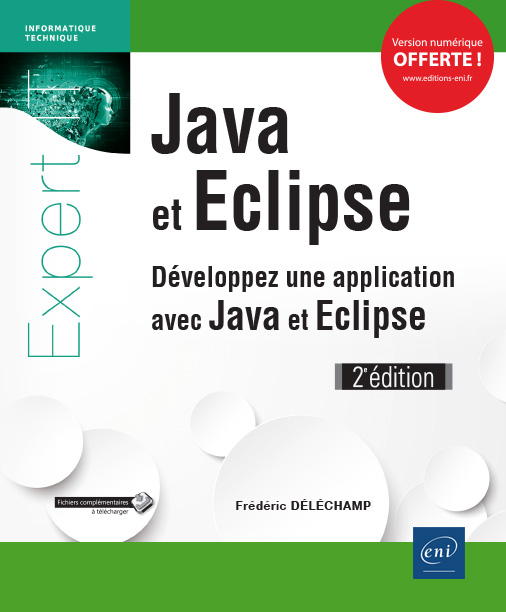 INFORMATIQUE
TECHNIQUE
Version numérique
OFFERTE !
www.editions-eni.fr
Expert IT
Java
et Eclipse
Développez une application
avec Java et Eclipse
2e édition
Fichiers complémentaires
à télécharger
Frédéric DÉLÉCHAMP
eni